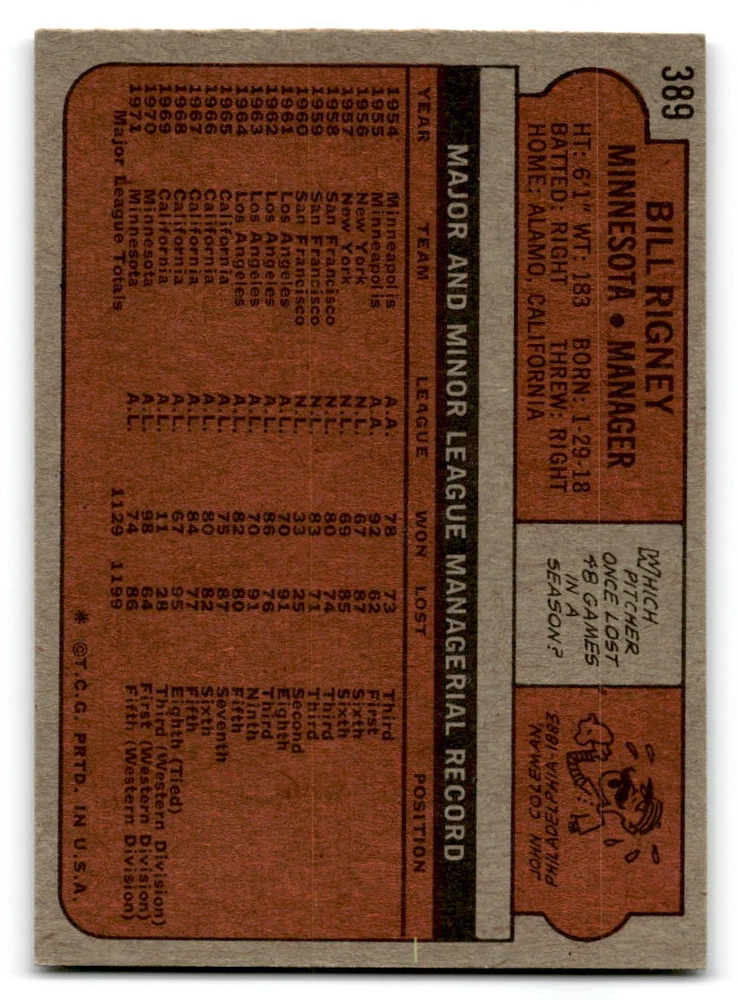 389
BILL RIGNEY
MINNESOTA • MANAGER
HT: 6'1" WT: 183 BORN: 1-29-18
BATTED: RIGHT THREW: RIGHT
HOME: ALAMO, CALIFORNIA
WHICH
PITCHER
ONCE LOST
48 GAMES
IN A
SEASON?
JOHN COLEMAN,
PHILADELPHIA-1883
MAJOR AND MINOR LEAGUE MANAGERIAL RECORD
YEAR TEAM LEAGUE WON LOST POSITION
1954 Minneapolis A.A. 78 73 Third
1955 Minneapolis A.A. 92 62 First
1956 New York N.L. 67 87 Sixth
1957 New York N.L. 69 85 Sixth
1958 San Francisco N.L. 80 74 Third
1959 San Francisco N.L. 83 71 Third
1960 San Francisco N.L. 33 25 Second
1961 Los Angeles A.L. 70 91 Eighth
1962 Los Angeles A.L. 86 76 Third
1963 Los Angeles A.L. 70 91 Ninth
1964 Los Angeles A.L. 82 80 Fifth
1965 California A.L. 75 87 Seventh
1966 California A.L. 80 82 Sixth
1967 California A.L. 84 77 Fifth
1968 California A.L. 67 95 Eighth (Tied)
1969 California A.L. 11 28 Third (Western Division)
1970 Minnesota A.L. 98 64 First (Western Division)
1971 Minnesota A.L. 74 86 Fifth (Western Division)
Major League Totals 1129 1199
* ©T.C.G. PRTD. IN U.S.A.